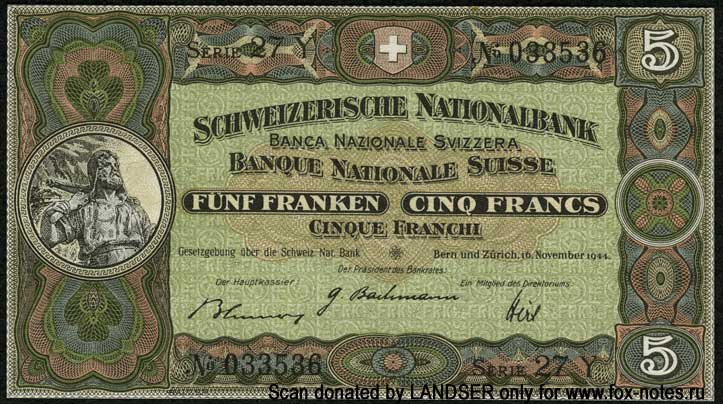 SERIE 27 Y No 033536 5
SCHWEIZERISCHE NATIONALBANK
BANCA NAZIONALE SVIZZERA
BANQUE NATIONALE SUISSE
FÜNF FRANKEN CINQ FRANCS
CINQUE FRANCHI
Gesetzgebung über die Schweiz. Nat. Bank Bern und Zürich, 16. November 1944.
Der Präsident des Bankrates:
Der Hauptkassier: Ein Mitglied des Direktoriums
G. Bachmann Hirs
No 033536 SERIE 27 Y 5
Scan donated by LANDSER only for www.fox-notes.ru